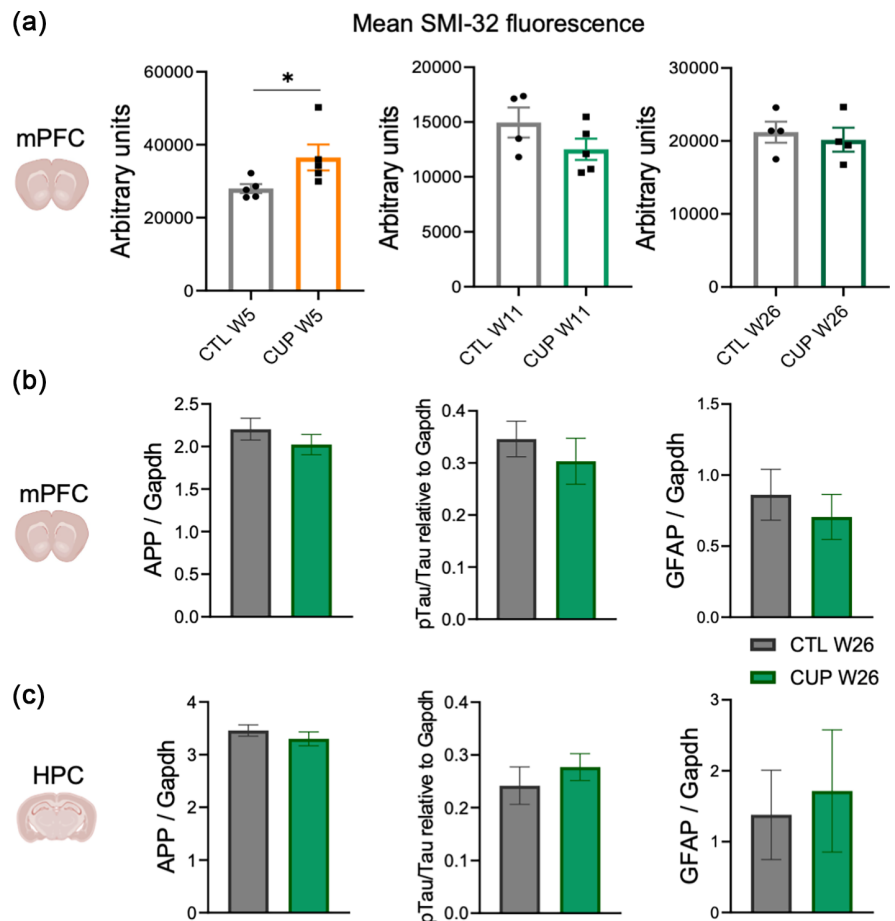 (a)
Mean SMI-32 fluorescence
mPFC
Arbitrary units
60000
40000
20000
0
*
CTL W5
CUP W5
Arbitrary units
20000
15000
10000
5000
0
CTL W11
CUP W11
Arbitrary units
30000
20000
10000
0
CTL W26
CUP W26
(b)
mPFC
APP / Gapdh
2.5
2.0
1.5
1.0
0.5
0.0
pTau/Tau relative to Gapdh
0.4
0.3
0.2
0.1
0.0
GFAP / Gapdh
1.5
1.0
0.5
0.0
CTL W26
CUP W26
(c)
HPC
APP / Gapdh
4
3
2
1
0
pTau/Tau relative to Gapdh
0.4
0.3
0.2
0.1
0.0
GFAP / Gapdh
3
2
1
0